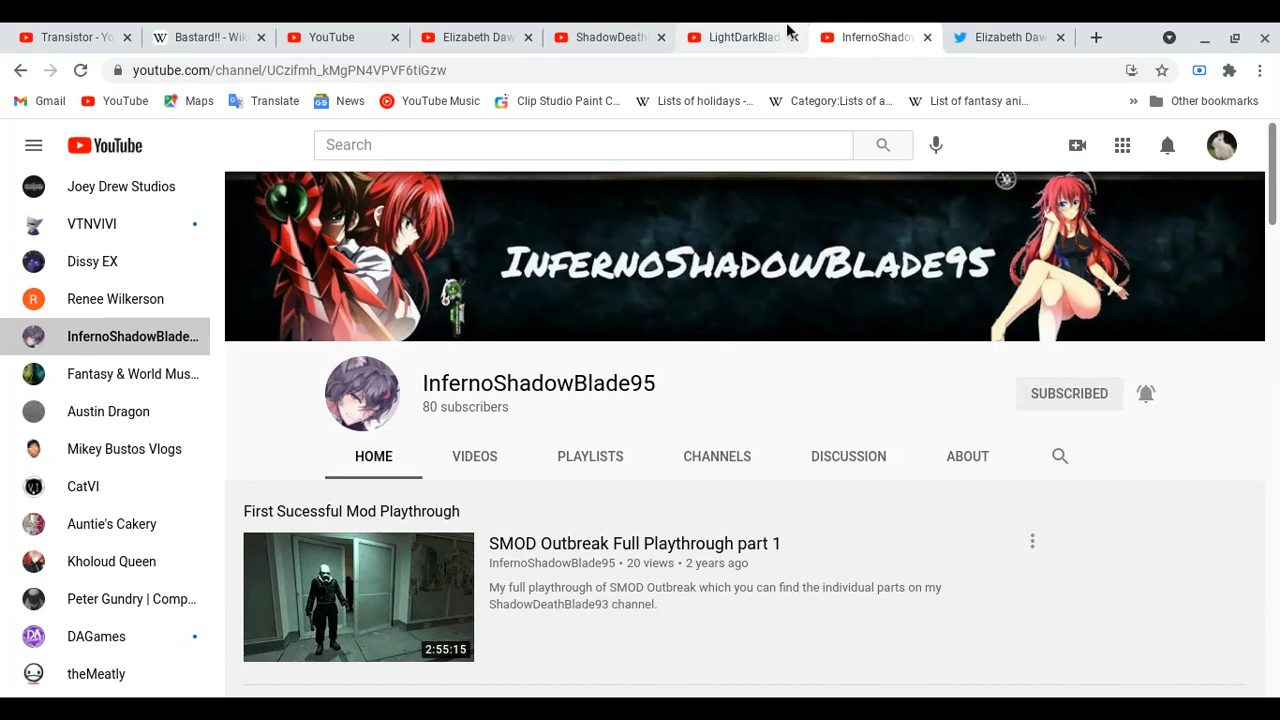 Transistor - Yo
Bastard!! - Wik
YouTube
Elizabeth Daw
ShadowDeath
LightDarkBlad
InfernoShadow
Elizabeth Daw
youtube.com/channel/UCzifmh_kMgPN4VPVF6tiGzw
Gmail
YouTube
Maps
Translate
News
YouTube Music
Clip Studio Paint C...
Lists of holidays -...
Category:Lists of a...
List of fantasy ani...
Other bookmarks
YouTube
Search
Joey Drew Studios
VTNVIVI
Dissy EX
Renee Wilkerson
InfernoShadowBlade...
Fantasy & World Mus...
Austin Dragon
Mikey Bustos Vlogs
CatVI
Auntie's Cakery
Kholoud Queen
Peter Gundry | Comp...
DAGames
theMeatly
InfernoShadowBlade95
InfernoShadowBlade95
80 subscribers
SUBSCRIBED
HOME
VIDEOS
PLAYLISTS
CHANNELS
DISCUSSION
ABOUT
First Sucessful Mod Playthrough
2:55:15
SMOD Outbreak Full Playthrough part 1
InfernoShadowBlade95 • 20 views • 2 years ago
My full playthrough of SMOD Outbreak which you can find the individual parts on my
ShadowDeathBlade93 channel.